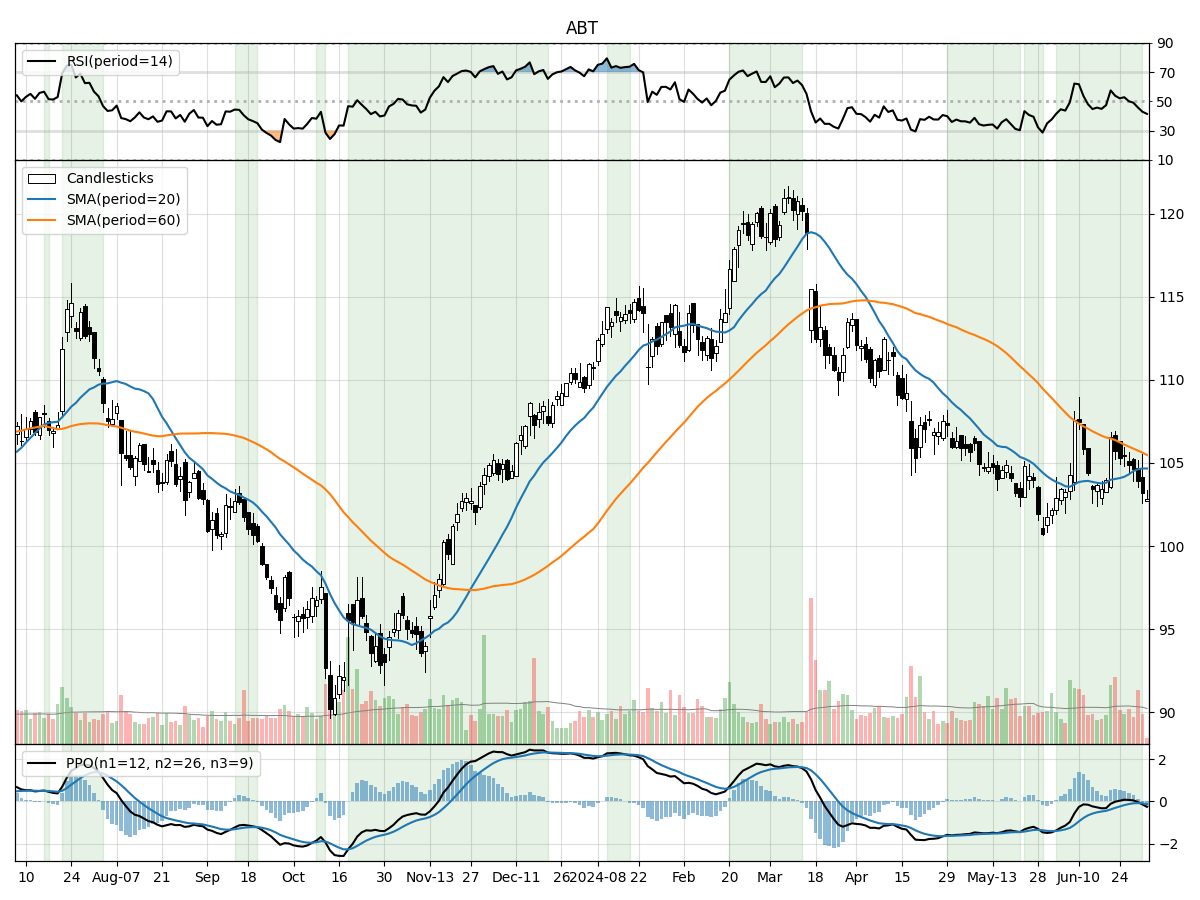 ABT
RSI(period=14)
90
70
50
30
10
Candlesticks
SMA(period=20)
SMA(period=60)
120
115
110
105
100
95
90
PPO(n1=12, n2=26, n3=9)
2
0
−2
10 24 Aug-07 21 Sep 18 Oct 16 30 Nov-13 27 Dec-11 26 2024-08 22 Feb 20 Mar 18 Apr 15 29 May-13 28 Jun-10 24